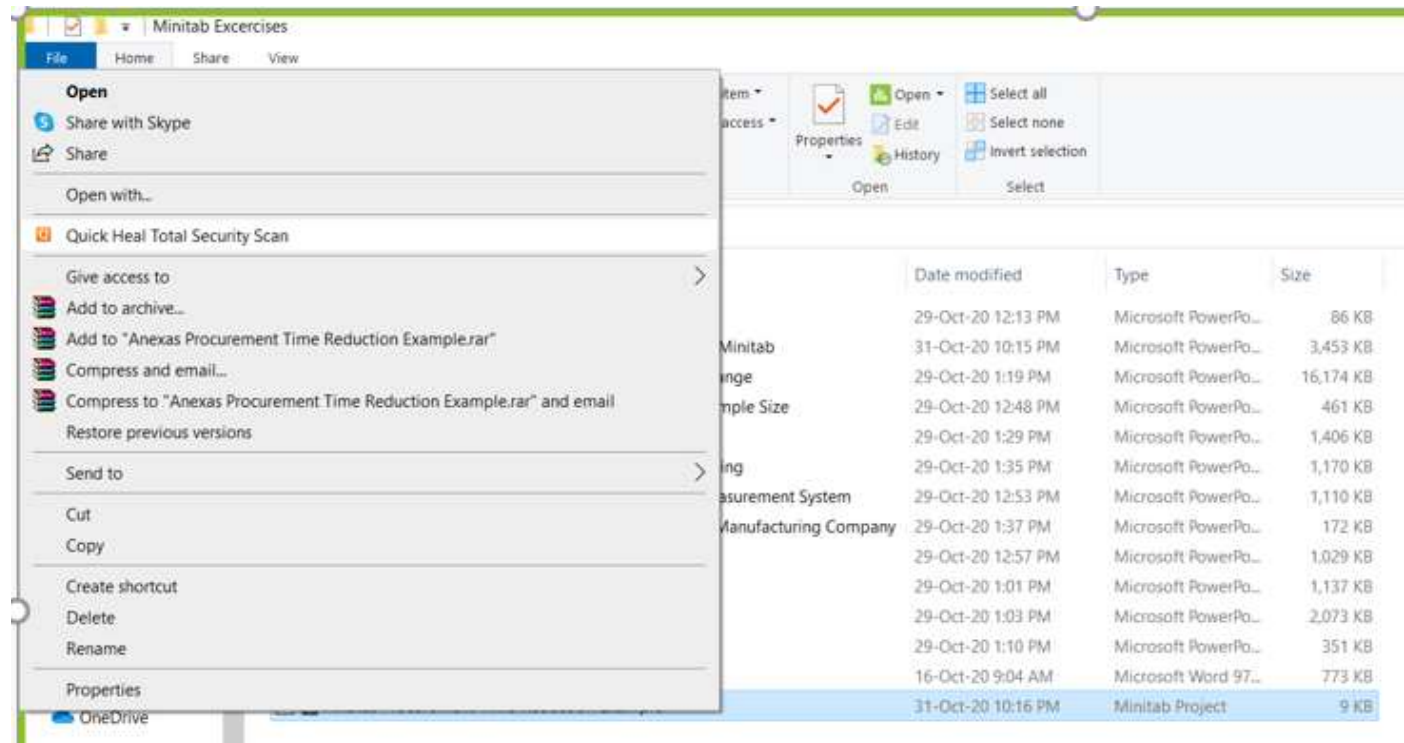 Minitab Excercises
File Home Share View
Open
Share with Skype
Share
Open with...
Quick Heal Total Security Scan
Give access to
Add to archive...
Add to "Anexas Procurement Time Reduction Example.rar"
Compress and email...
Compress to "Anexas Procurement Time Reduction Example.rar" and email
Restore previous versions
Send to
Cut
Copy
Create shortcut
Delete
Rename
Properties
OneDrive
item
access
Properties
Open
Edit
History
Open
Select all
Select none
Invert selection
Select
Date modified Type Size
29-Oct-20 12:13 PM Microsoft PowerPo... 86 KB
Minitab 31-Oct-20 10:15 PM Microsoft PowerPo... 3,453 KB
nge 29-Oct-20 1:19 PM Microsoft PowerPo... 16,174 KB
mple Size 29-Oct-20 12:48 PM Microsoft PowerPo... 461 KB
29-Oct-20 1:29 PM Microsoft PowerPo... 1,406 KB
ing 29-Oct-20 1:35 PM Microsoft PowerPo... 1,170 KB
asurement System 29-Oct-20 12:53 PM Microsoft PowerPo... 1,110 KB
Manufacturing Company 29-Oct-20 1:37 PM Microsoft PowerPo... 172 KB
29-Oct-20 12:57 PM Microsoft PowerPo... 1,029 KB
29-Oct-20 1:01 PM Microsoft PowerPo... 1,137 KB
29-Oct-20 1:03 PM Microsoft PowerPo... 2,073 KB
29-Oct-20 1:10 PM Microsoft PowerPo... 351 KB
16-Oct-20 9:04 AM Microsoft Word 97... 773 KB
31-Oct-20 10:16 PM Minitab Project 9 KB